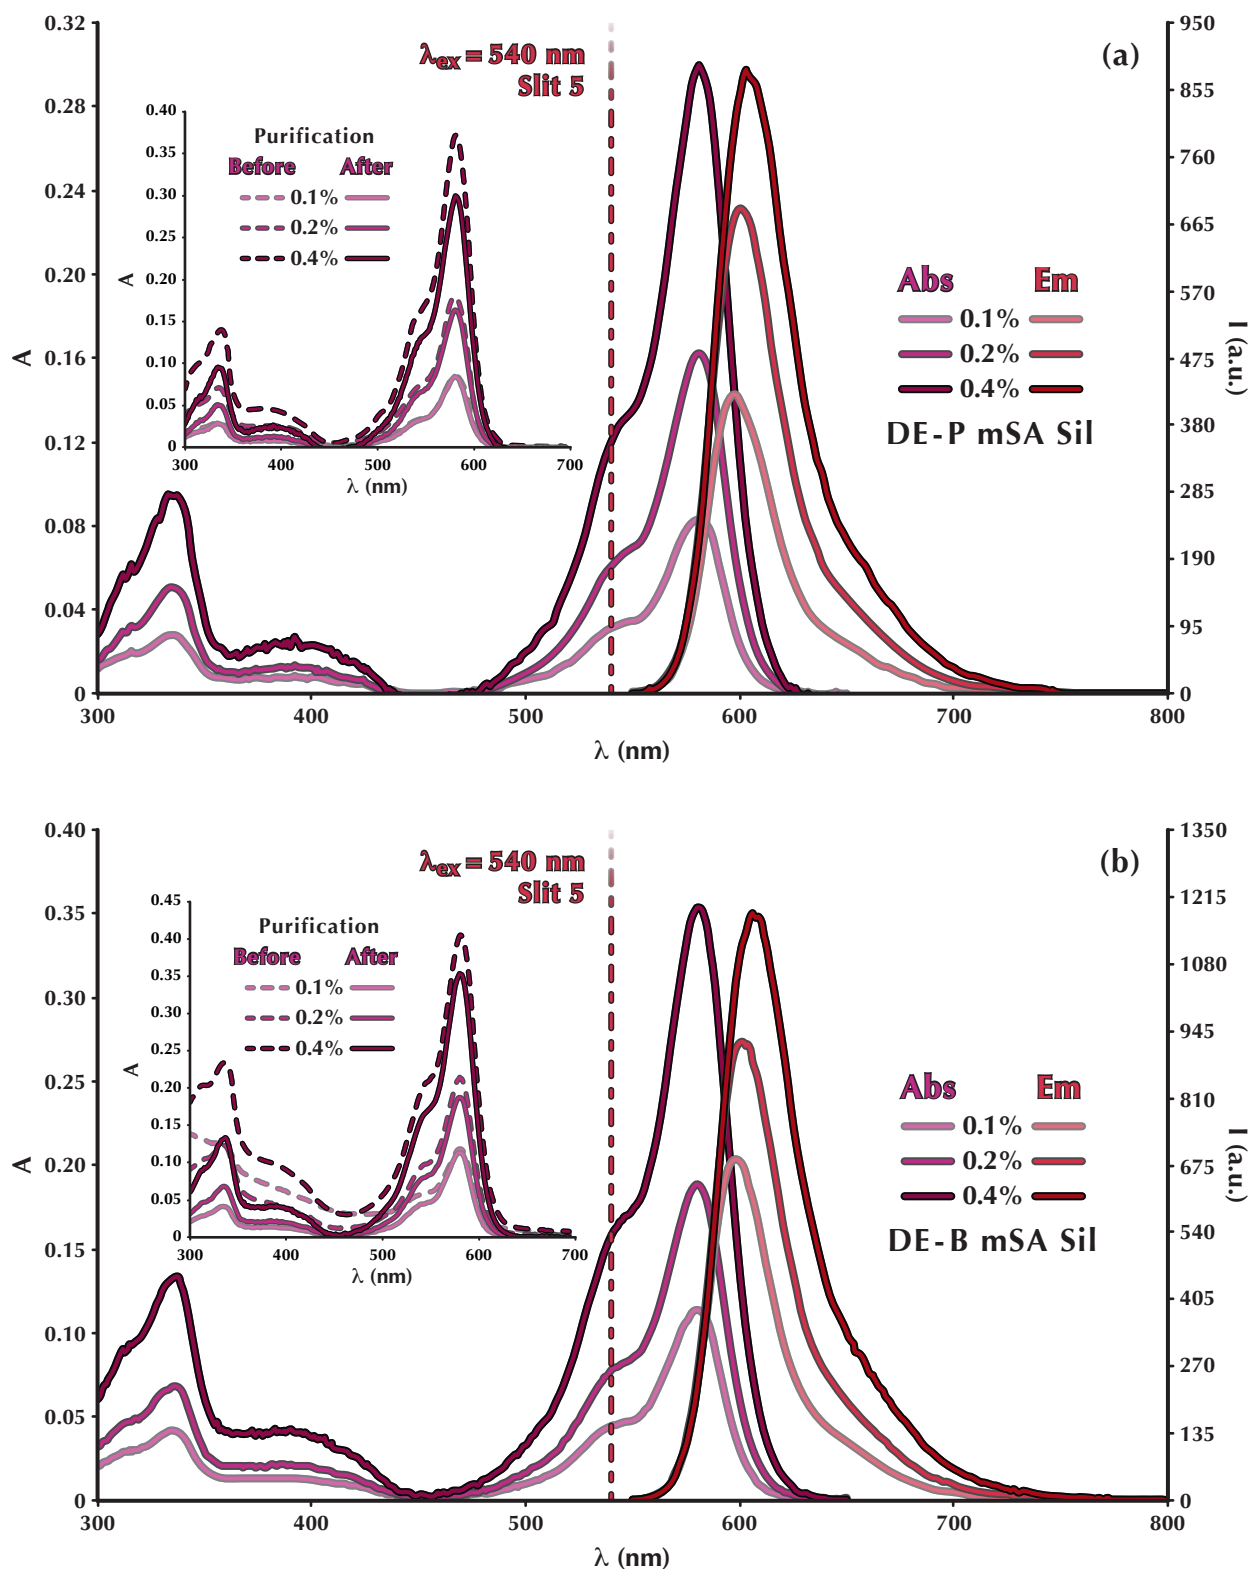 (a)
λex = 540 nm
Slit 5
0.32
0.28
0.24
0.20
0.16
0.12
0.08
0.04
0
A
950
855
760
665
570
475
380
285
190
95
0
I (a.u.)
0.40
0.35
0.30
0.25
0.20
0.15
0.10
0.05
0
A
Purification
Before After
0.1%
0.2%
0.4%
300 400 500 600 700
λ (nm)
Abs Em
0.1%
0.2%
0.4%
DE-P mSA Sil
300 400 500 600 700 800
λ (nm)
(b)
λex = 540 nm
Slit 5
0.40
0.35
0.30
0.25
0.20
0.15
0.10
0.05
0
A
1350
1215
1080
945
810
675
540
405
270
135
0
I (a.u.)
0.45
0.40
0.35
0.30
0.25
0.20
0.15
0.10
0.05
0
A
Purification
Before After
0.1%
0.2%
0.4%
300 400 500 600 700
λ (nm)
Abs Em
0.1%
0.2%
0.4%
DE-B mSA Sil
300 400 500 600 700 800
λ (nm)